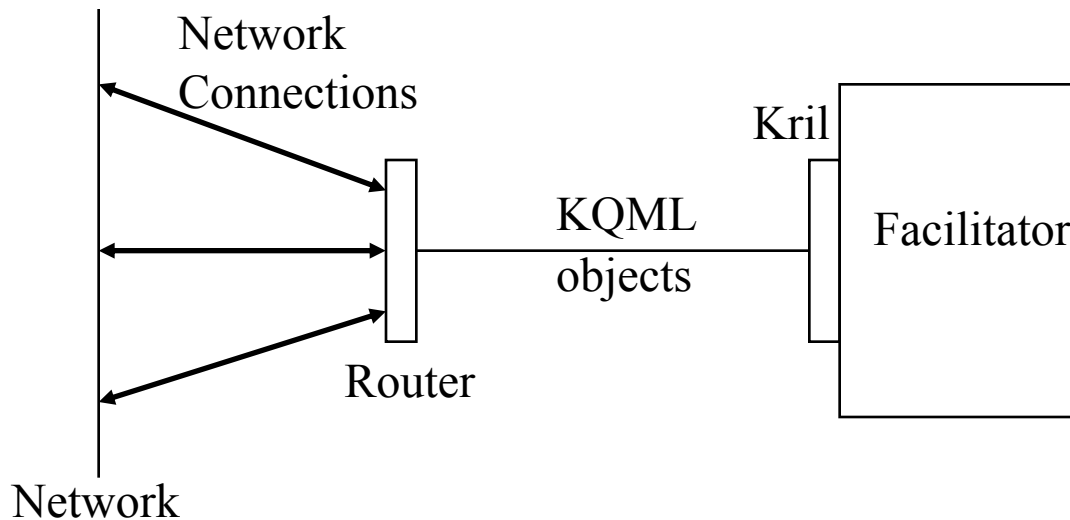 Network
Connections
Kril
KQML
objects
Facilitator
Router
Network